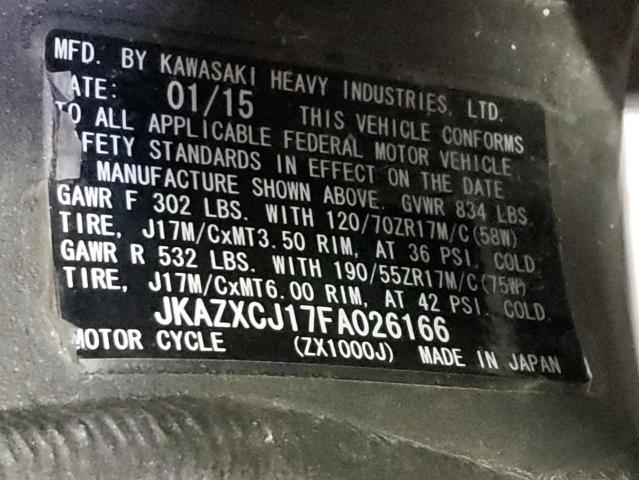 MFD. BY KAWASAKI HEAVY INDUSTRIES, LTD.
ATE: 01/15 THIS VEHICLE CONFORMS
TO ALL APPLICABLE FEDERAL MOTOR VEHICLE
AFETY STANDARDS IN EFFECT ON THE DATE
MANUFACTURE SHOWN ABOVE. GVWR 834 LBS.
GAWR F 302 LBS. WITH 120/70ZR17M/C(58W)
TIRE, J17M/CxMT3.50 RIM, AT 36 PSI. COLD
GAWR R 532 LBS. WITH 190/55ZR17M/C(75W)
TIRE, J17M/CxMT6.00 RIM, AT 42 PSI. COLD.
JKAZXCJ17FA026166
MOTOR CYCLE (ZX1000J) MADE IN JAPAN